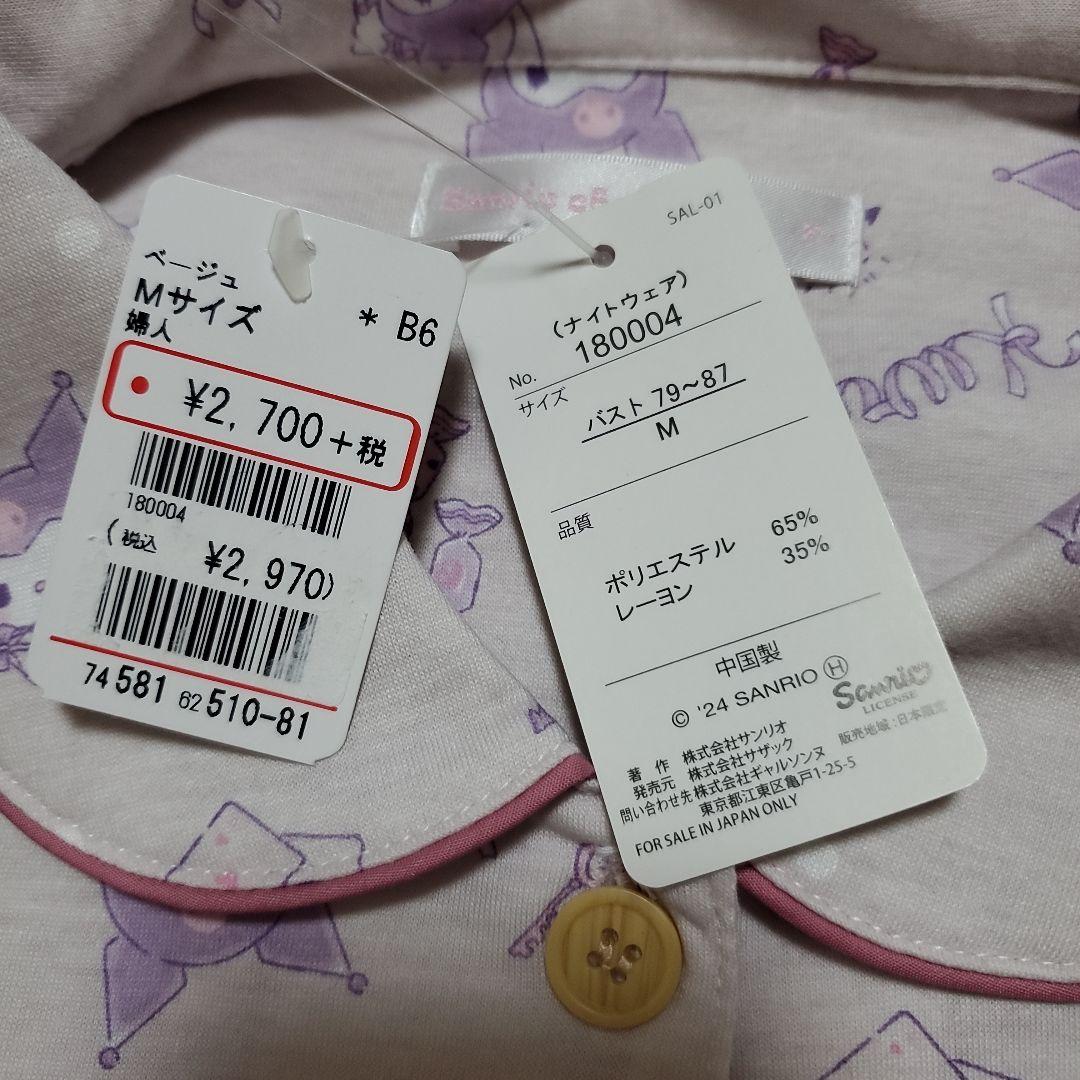 ベージュ
Mサイズ
婦人
* B6
¥2,700+税
180004
(税込 ¥2,970)
74 581 62 510-81
Sanrio
SAL-01
(ナイトウェア)
No. 180004
サイズ
バスト 79~87
M
品質
ポリエステル 65%
レーヨン 35%
中国製
© '24 SANRIO Ⓗ
Sanrio
LICENSE
販売地域:日本限定
著作 株式会社サンリオ
発売元 株式会社サザック
問い合わせ先 株式会社ギャルソンヌ
東京都江東区亀戸1-25-5
FOR SALE IN JAPAN ONLY